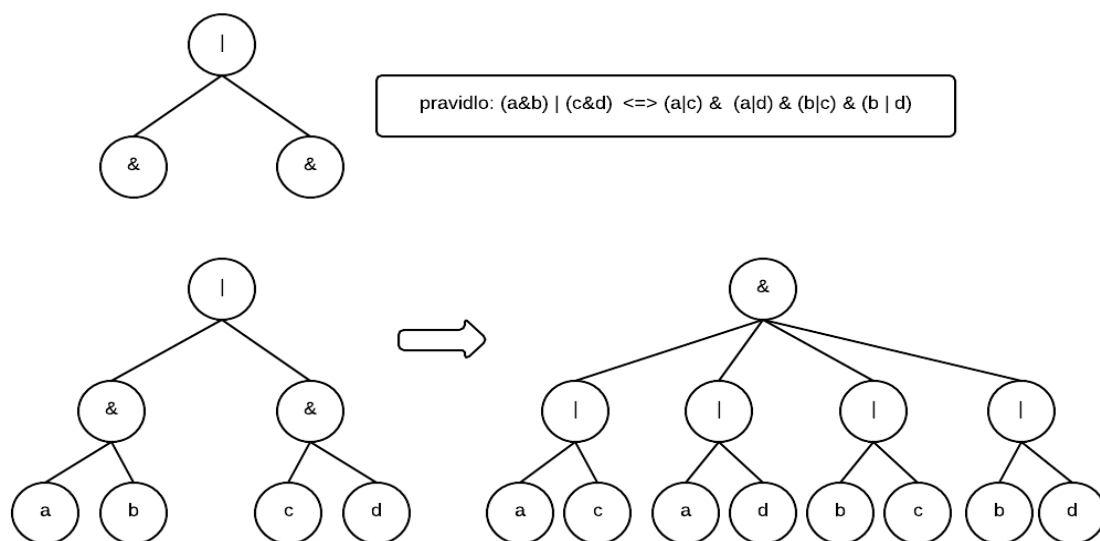 |
pravidlo: (a&b) | (c&d) <=> (a|c) & (a|d) & (b|c) & (b | d)
& &
| &
& & | | | |
a b c d a c a d b c b d